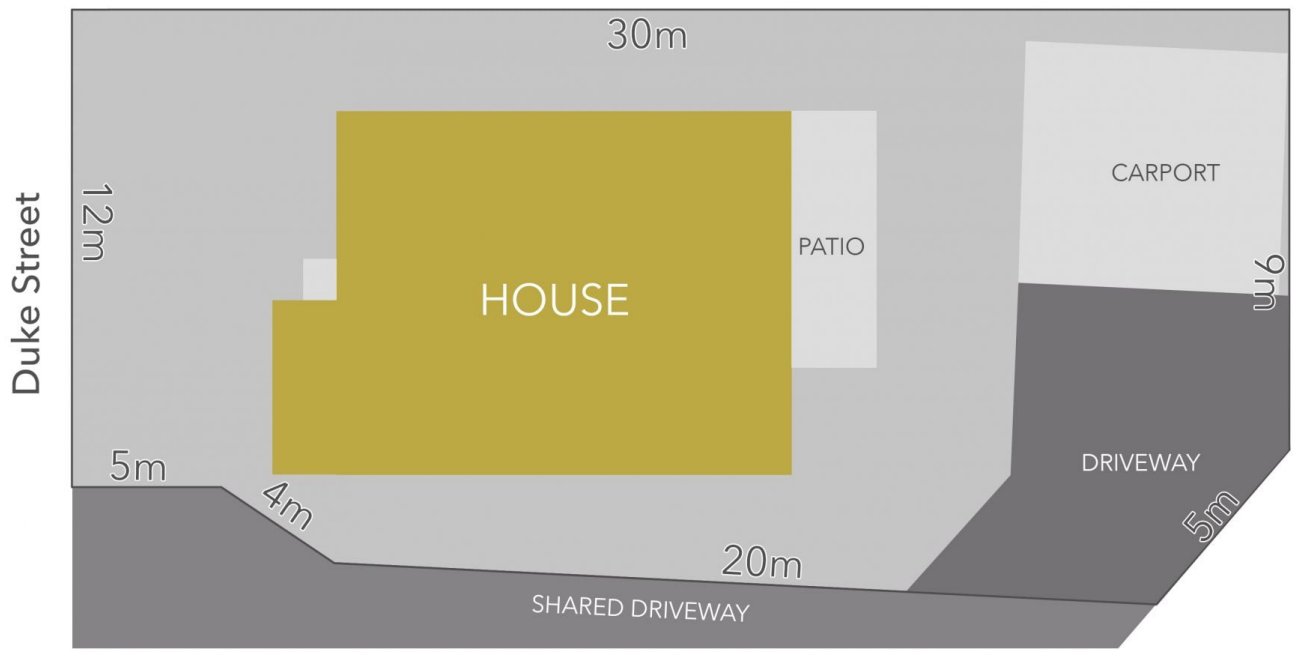 30m
CARPORT
12m
Duke Street
PATIO
9m
HOUSE
5m
4m
DRIVEWAY
5m
20m
SHARED DRIVEWAY